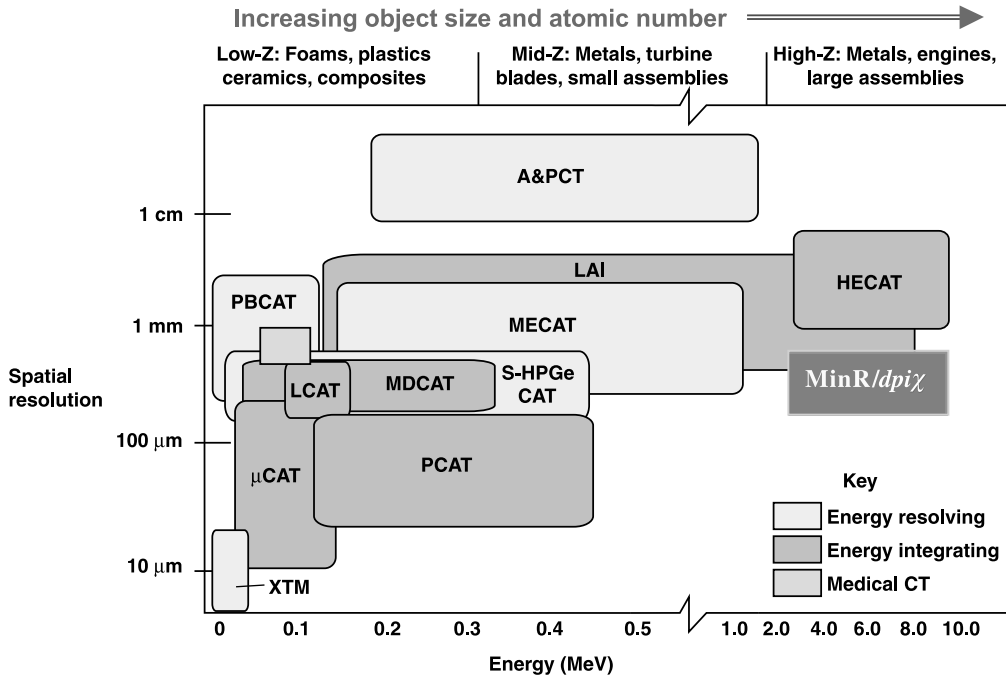 Increasing object size and atomic number
Low-Z: Foams, plastics
ceramics, composites
Mid-Z: Metals, turbine
blades, small assemblies
High-Z: Metals, engines,
large assemblies
A&PCT
1 cm
LAI
HECAT
PBCAT
1 mm
MECAT
Spatial
resolution
MinR/dpiχ
S-HPGe
CAT
MDCAT
LCAT
100 μm
μCAT
PCAT
Key
Energy resolving
Energy integrating
Medical CT
10 μm
XTM
0 0.1 0.2 0.3 0.4 0.5 1.0 2.0 4.0 6.0 8.0 10.0
Energy (MeV)